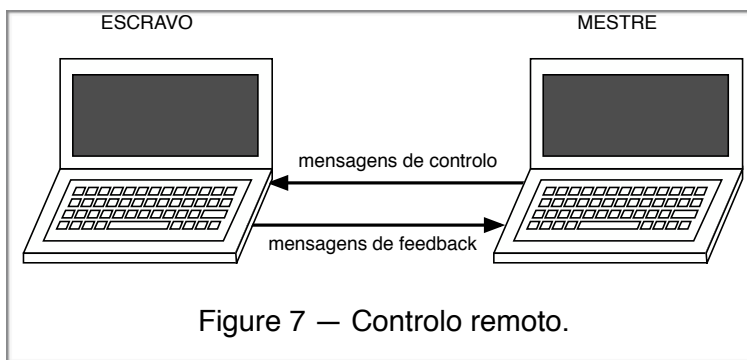 ESCRAVO
MESTRE
mensagens de controlo
mensagens de feedback
Figure 7 — Controlo remoto.